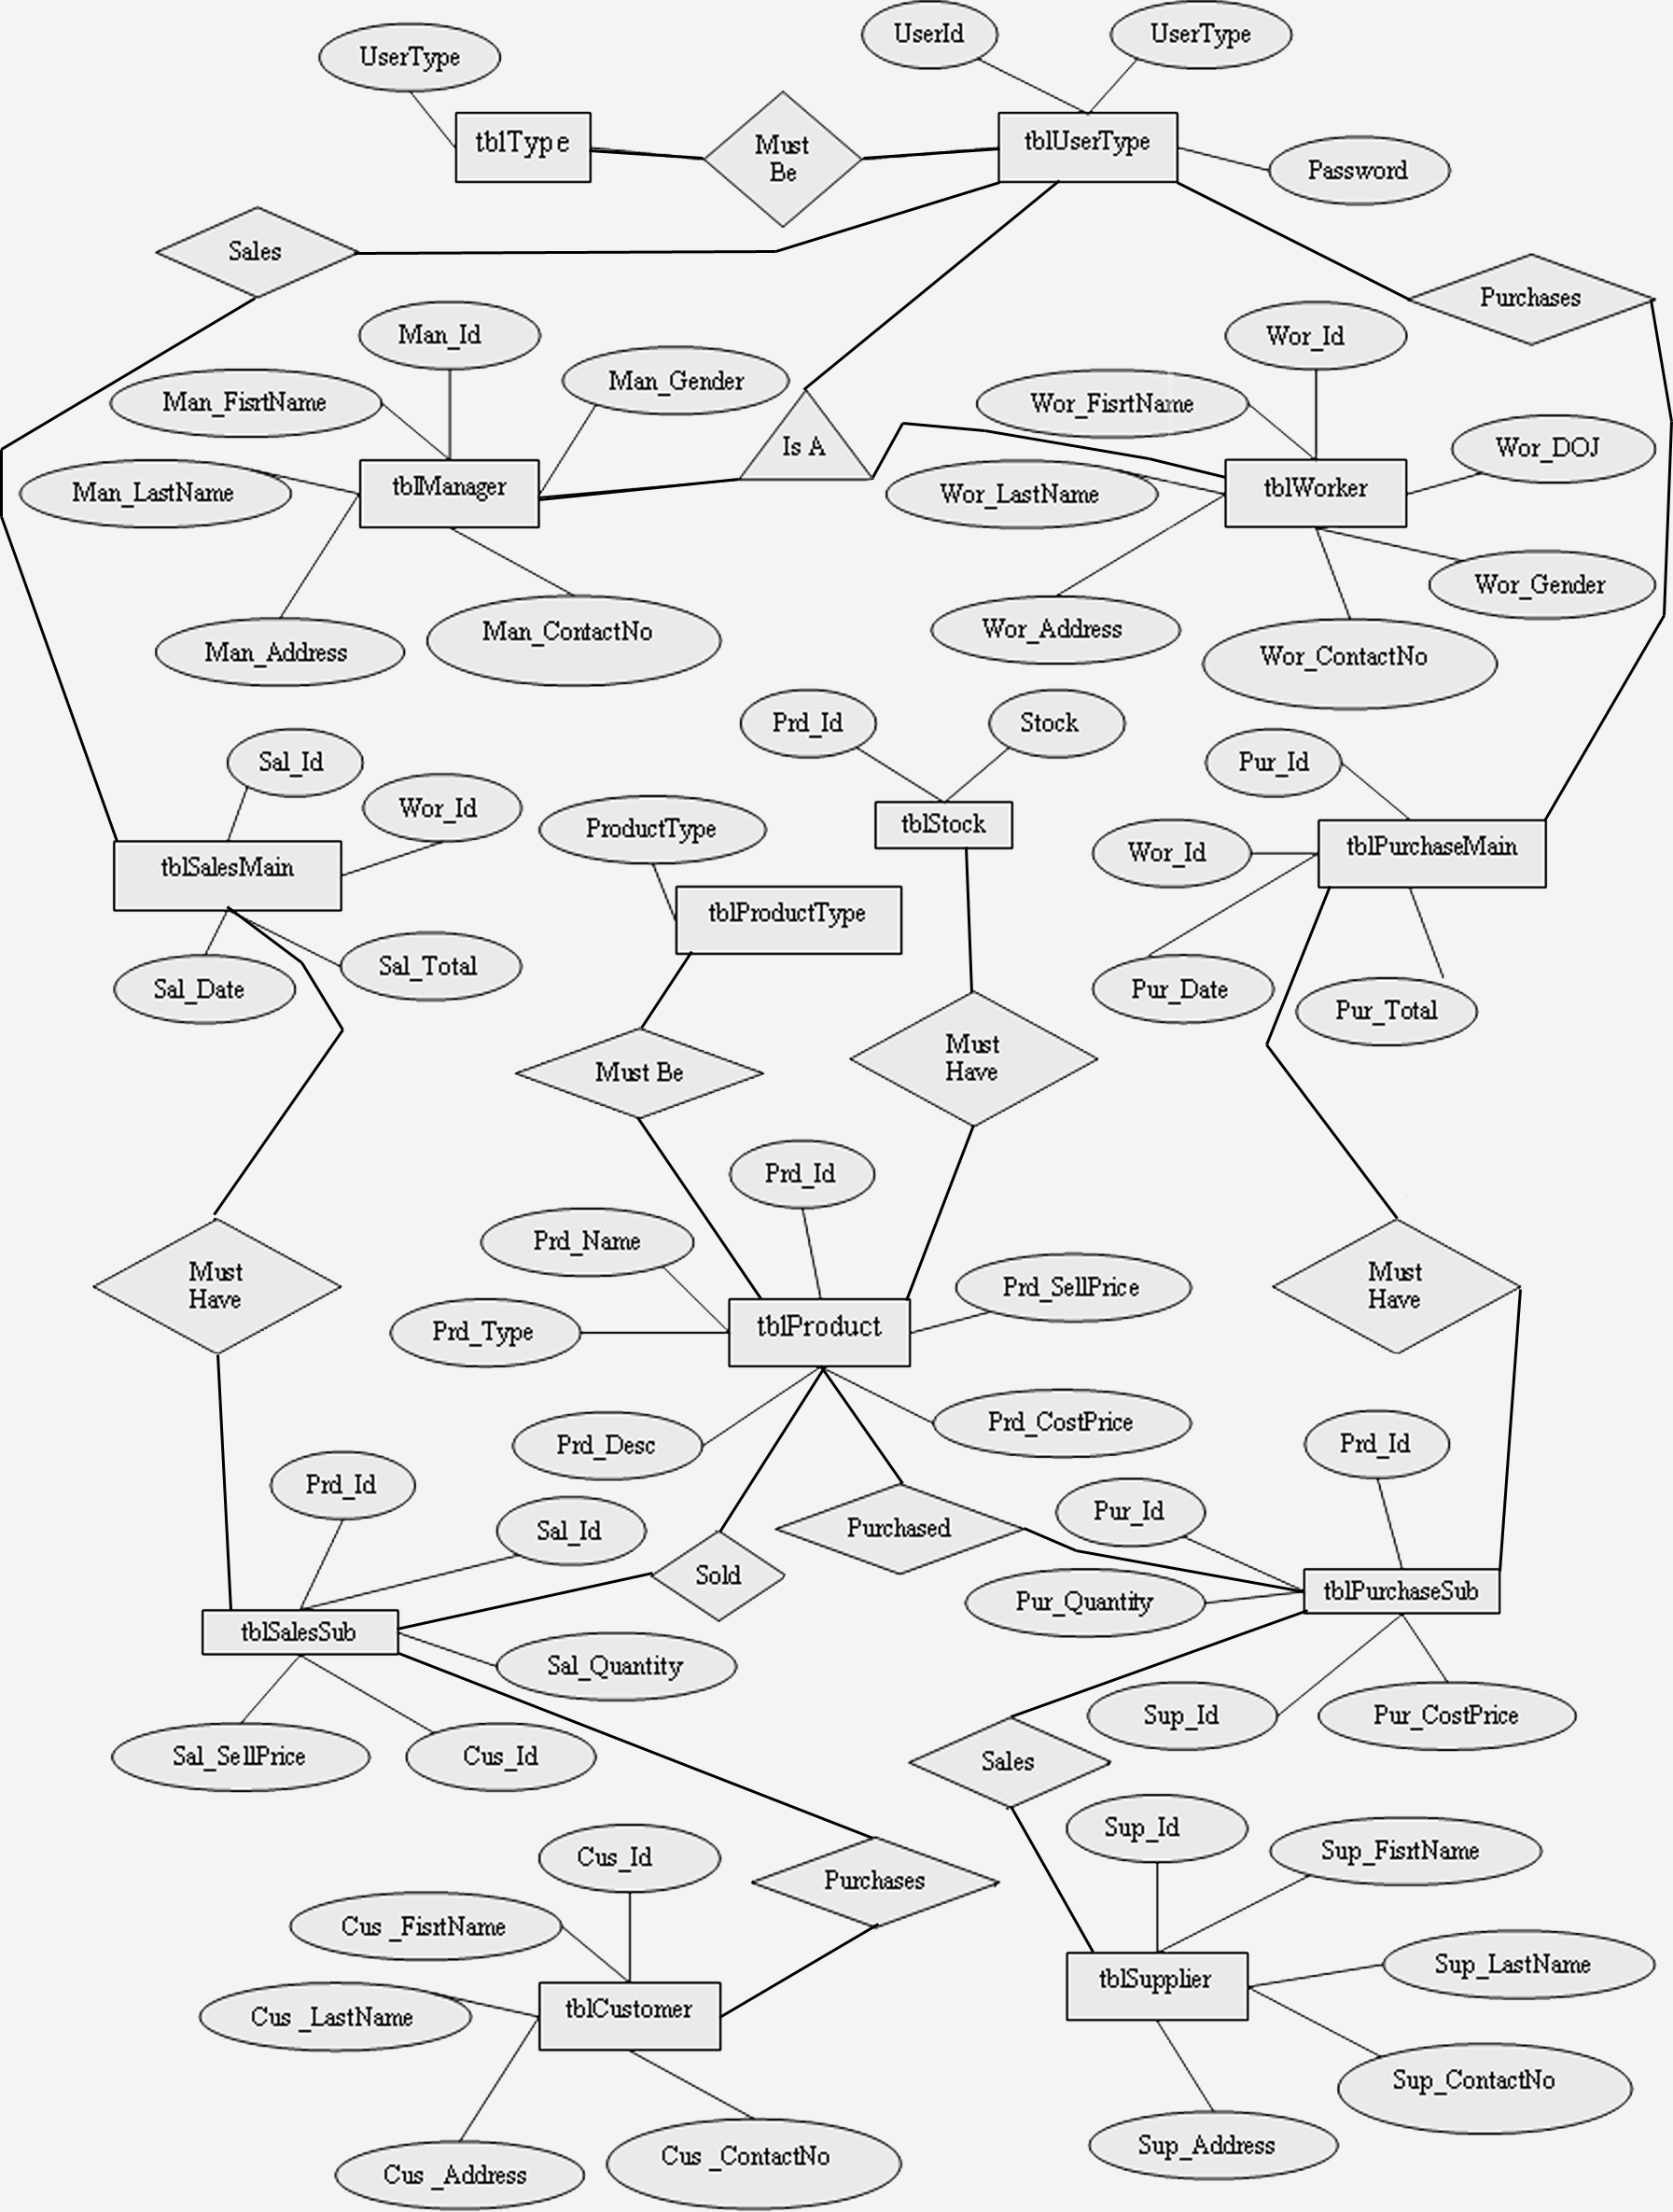 UserId
UserType
UserType
tblType
Must
Be
tblUserType
Password
Sales
Purchases
Man_Id
Wor_Id
Man_FisrtName
Man_Gender
Wor_FisrtName
Is A
Wor_DOJ
Man_LastName
tblManager
Wor_LastName
tblWorker
Wor_Gender
Man_Address
Man_ContactNo
Wor_Address
Wor_ContactNo
Prd_Id
Stock
Sal_Id
Pur_Id
Wor_Id
ProductType
tblStock
tblSalesMain
Wor_Id
tblPurchaseMain
tblProductType
Sal_Date
Sal_Total
Pur_Date
Pur_Total
Must Be
Must
Have
Prd_Id
Prd_Name
Must
Have
Prd_SellPrice
Must
Have
Prd_Type
tblProduct
Prd_Desc
Prd_CostPrice
Prd_Id
Prd_Id
Sal_Id
Purchased
Pur_Id
Sold
Pur_Quantity
tblPurchaseSub
tblSalesSub
Sal_Quantity
Sal_SellPrice
Cus_Id
Sup_Id
Pur_CostPrice
Sales
Cus_Id
Sup_Id
Sup_FisrtName
Purchases
Cus _FisrtName
Sup_LastName
Cus _LastName
tblCustomer
tblSupplier
Sup_ContactNo
Cus _Address
Cus _ContactNo
Sup_Address